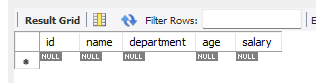 Result Grid Filter Rows:
id name department age salary
NULL NULL NULL NULL NULL